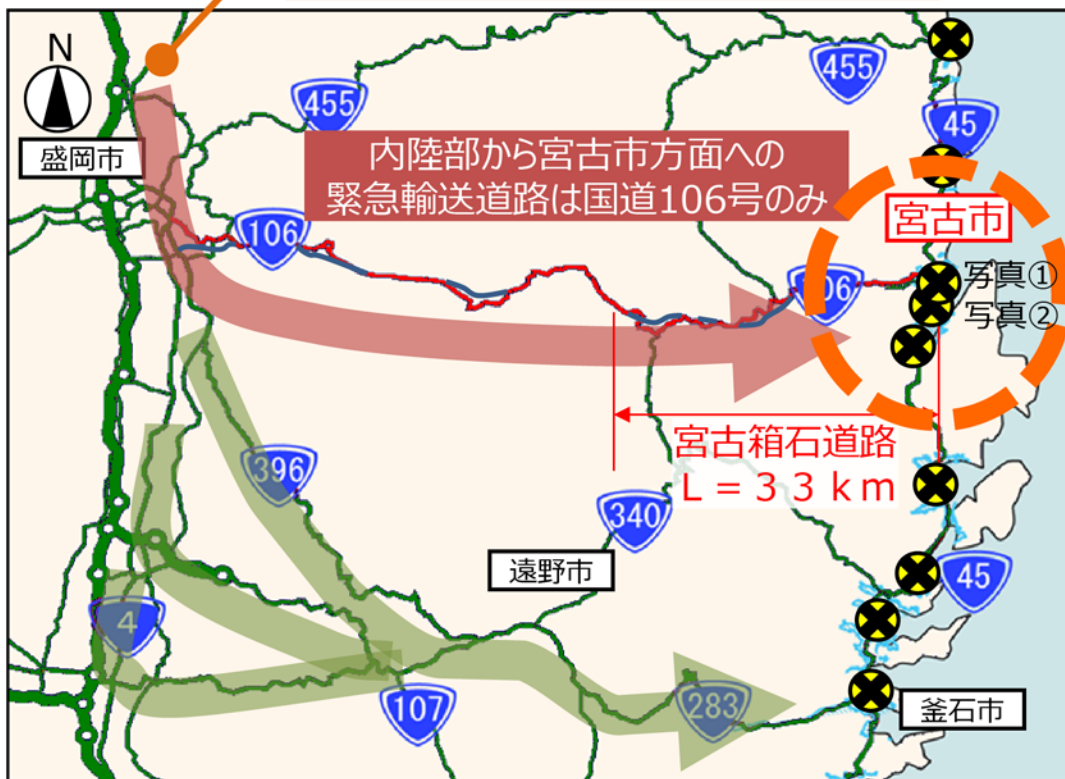 N
盛岡市
455
455
45
内陸部から宮古市方面への
緊急輸送道路は国道106号のみ
宮古市
106
106
写真①
写真②
宮古箱石道路
L=33km
396
340
遠野市
45
4
107
283
釜石市